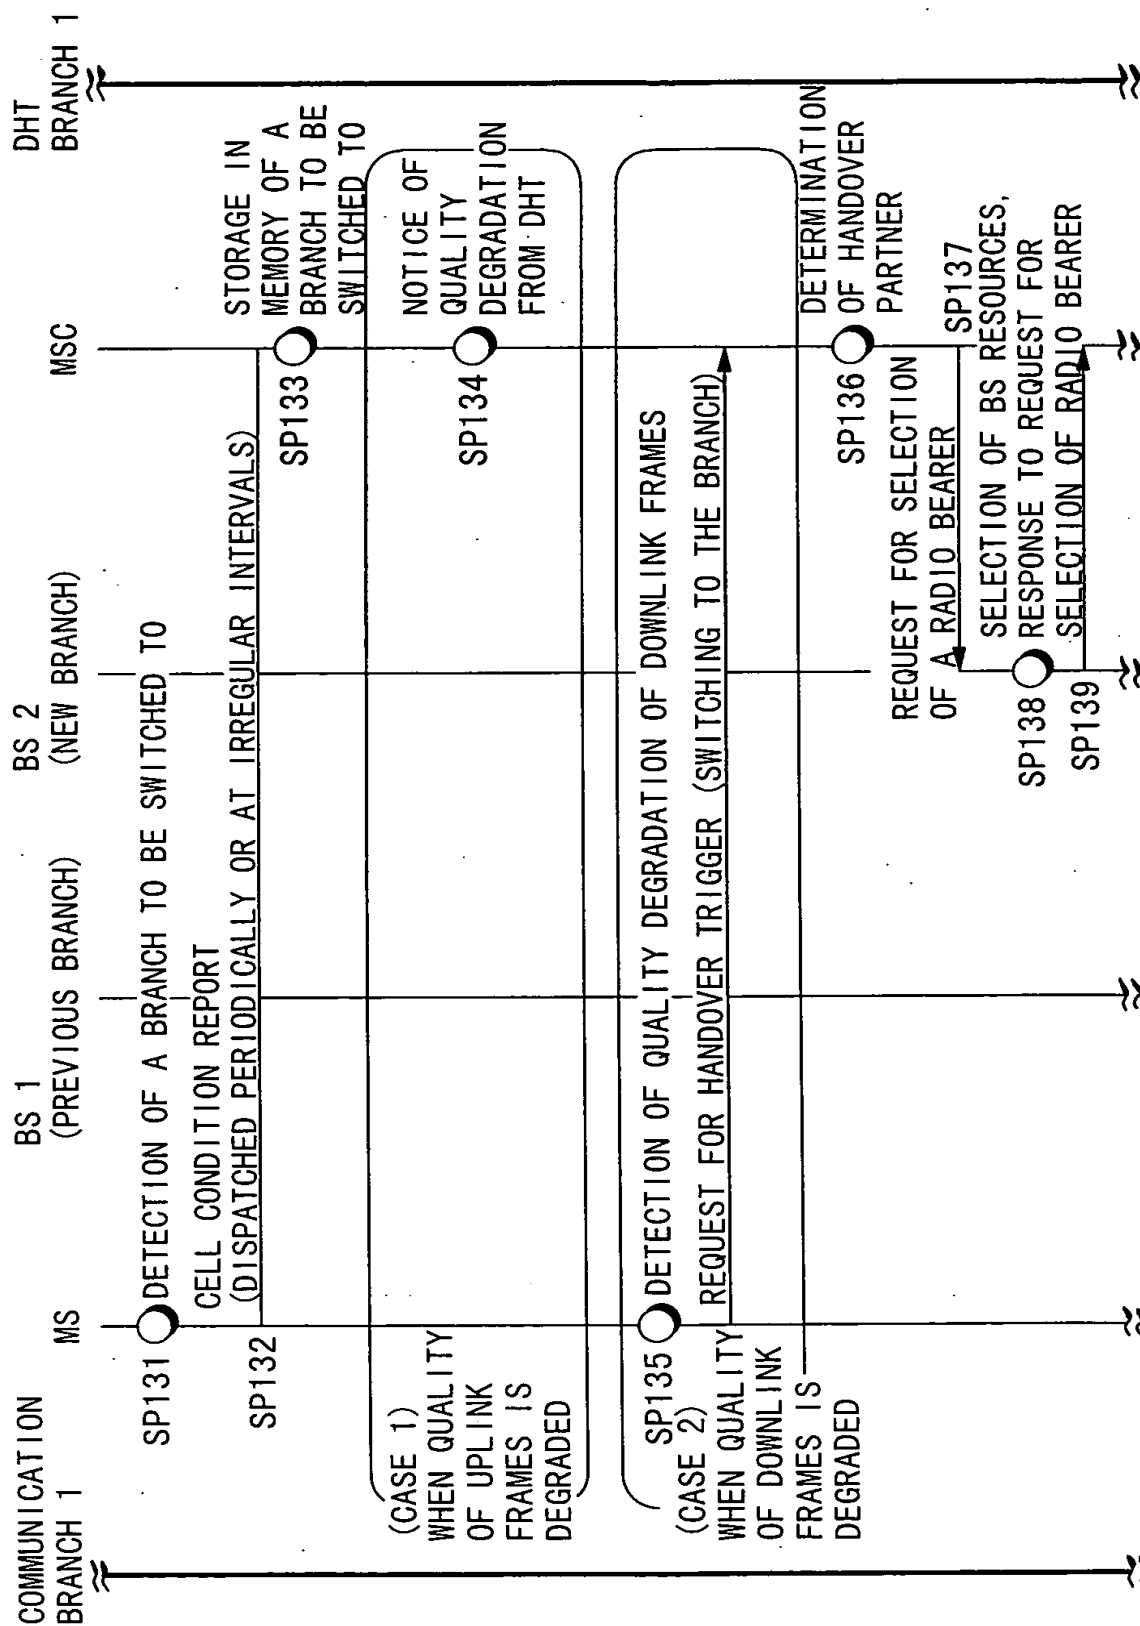 COMMUNICATION
BRANCH 1
MS
BS 1
(PREVIOUS BRANCH)
BS 2
(NEW BRANCH)
MSC
DHT
BRANCH 1
SP131
DETECTION OF A BRANCH TO BE SWITCHED TO
CELL CONDITION REPORT
(DISPATCHED PERIODICALLY OR AT IRREGULAR INTERVALS)
SP132
STORAGE IN
MEMORY OF A
BRANCH TO BE
SWITCHED TO
SP133
(CASE 1)
WHEN QUALITY
OF UPLINK
FRAMES IS
DEGRADED
NOTICE OF
QUALITY
DEGRADATION
FROM DHT
SP134
SP135
DETECTION OF QUALITY DEGRADATION OF DOWNLINK FRAMES
(CASE 2)
WHEN QUALITY
OF DOWNLINK
FRAMES IS
DEGRADED
REQUEST FOR HANDOVER TRIGGER (SWITCHING TO THE BRANCH)
DETERMINATION
OF HANDOVER
PARTNER
SP136
REQUEST FOR SELECTION
OF A RADIO BEARER
SP137
SELECTION OF BS RESOURCES,
RESPONSE TO REQUEST FOR
SELECTION OF RADIO BEARER
SP138
SP139